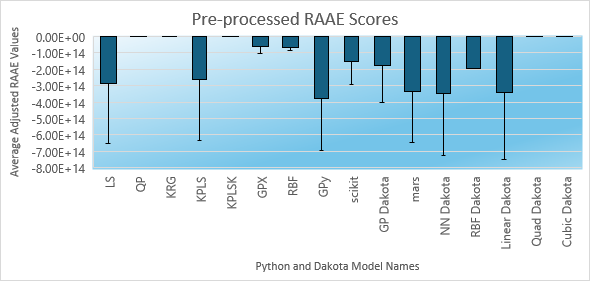 Pre-processed RAAE Scores
Average Adjusted RAAE Values
0.00E+00
-1.00E+14
-2.00E+14
-3.00E+14
-4.00E+14
-5.00E+14
-6.00E+14
-7.00E+14
-8.00E+14
LS
QP
KRG
KPLS
KPLSK
GPX
RBF
GPy
scikit
GP Dakota
mars
NN Dakota
RBF Dakota
Linear Dakota
Quad Dakota
Cubic Dakota
Python and Dakota Model Names